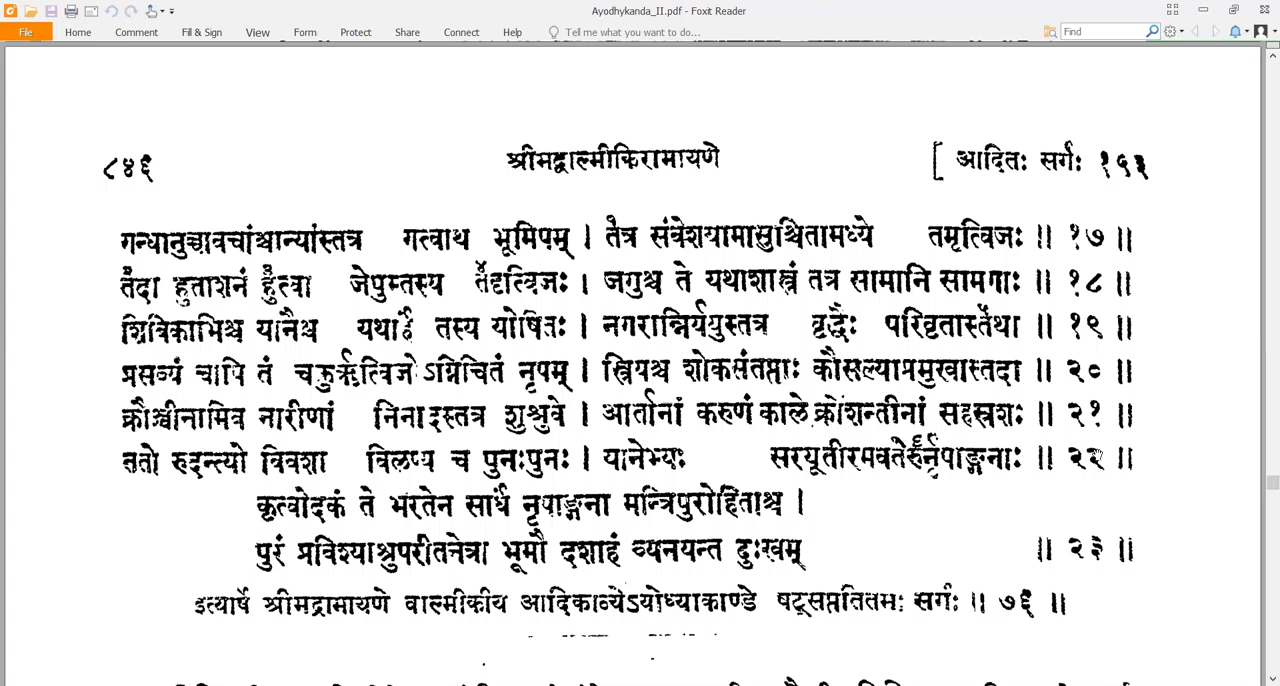 Ayodhykanda_II.pdf - Foxit Reader
File Home Comment Fill & Sign View Form Protect Share Connect Help Tell me what you want to do... Find
८४६ श्रीमद्वाल्मीकिरामायणे [ आदितः सर्गः १५३
गन्धानुच्चावचांश्चान्यांस्तत्र गत्वाथ भूमिपम् । तत्र संवेशयामासुश्चितामध्ये तमृत्विजः ॥ १७ ॥
तदा हुताशनं हुत्वा जेपुस्तस्य तदृत्विजः । जगुश्च ते यथाशास्त्रं तत्र सामानि सामगाः ॥ १८ ॥
शिविकाभिश्च यानैश्च यथार्हं तस्य योषितः । नगरान्निर्ययुस्तत्र वृद्धैः परिवृतास्तथा ॥ १९ ॥
प्रसव्यं चापि तं चक्रुर्ऋत्विजोऽग्निचितं नृपम् । स्त्रियश्च शोकसंतप्ताः कौसल्याप्रमुखास्तदा ॥ २० ॥
क्रौञ्चीनामिव नारीणां निनादस्तत्र शुश्रुवे । आर्तानां करुणं काले क्रोशन्तीनां सहस्रशः ॥ २१ ॥
ततो रुदन्त्यो विवशा विलप्य च पुनःपुनः । यानेभ्यः सरयूतीरमवतेरुर्नृपाङ्गनाः ॥ २२ ॥
कृत्वोदकं ते भरतेन सार्धं नृपाङ्गना मन्त्रिपुरोहिताश्च ।
पुरं प्रविश्याश्रुपरीतनेत्रा भूमौ दशाहं व्यनयन्त दुःखम् ॥ २३ ॥
इत्यार्षे श्रीमद्रामायणे वाल्मीकीय आदिकाव्येऽयोध्याकाण्डे षट्सप्ततितमः सर्गः ॥ ७६ ॥